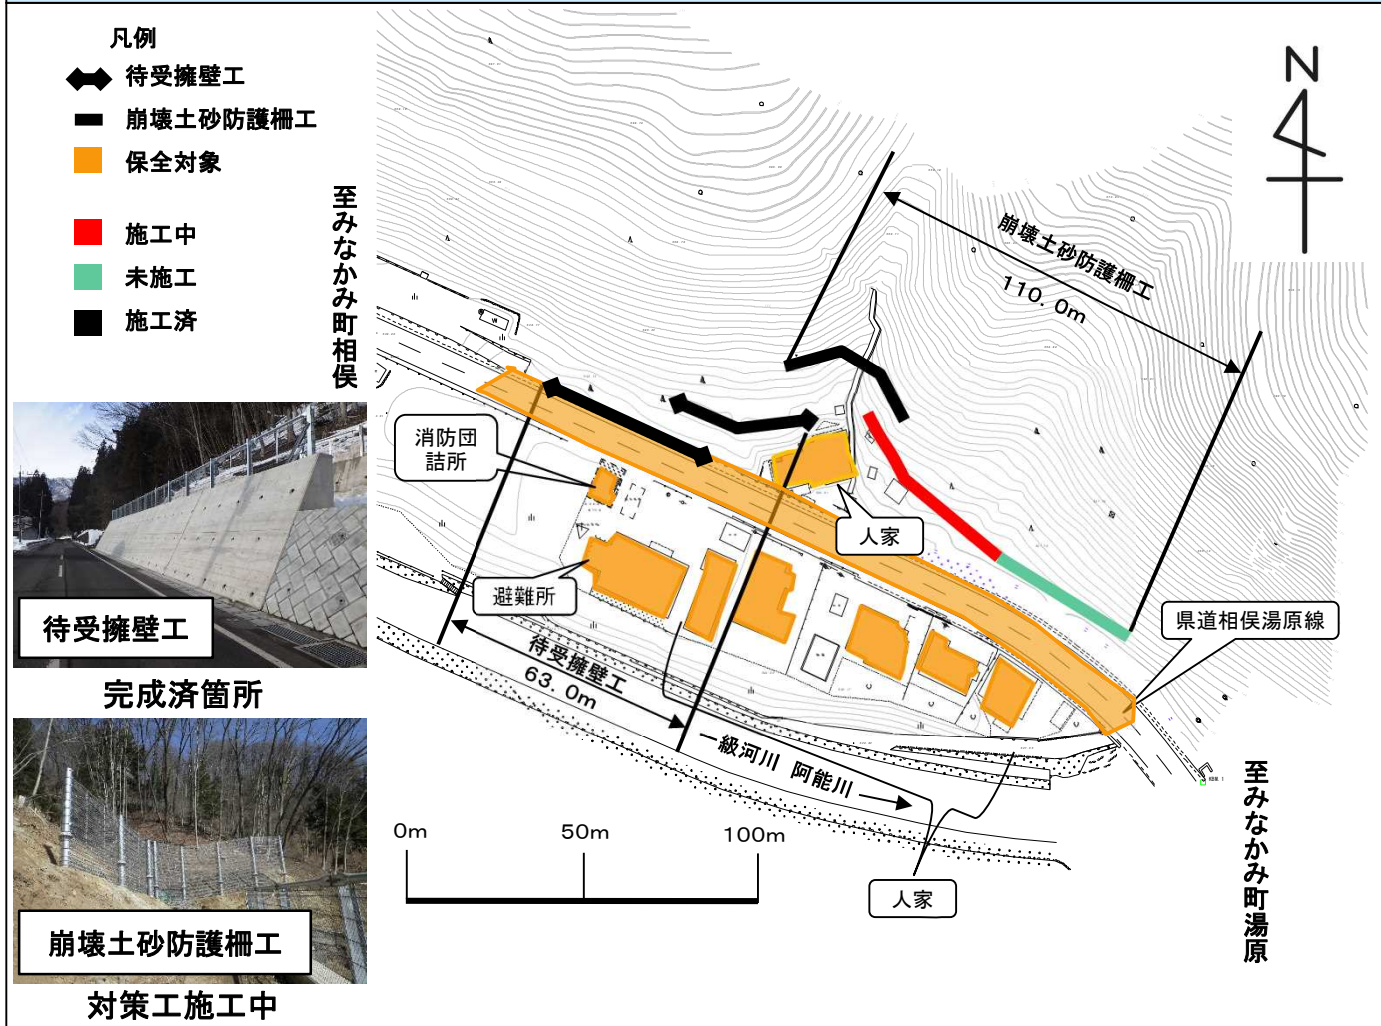 凡例
待受擁壁工
崩壊土砂防護柵工
保全対象
施工中
未施工
施工済
至みなかみ町相俣
N
崩壊土砂防護柵工
110.0m
消防団
詰所
避難所
人家
県道相俣湯原線
待受擁壁工
63.0m
一級河川 阿能川
人家
至みなかみ町湯原
0m 50m 100m
待受擁壁工
完成済箇所
崩壊土砂防護柵工
対策工施工中